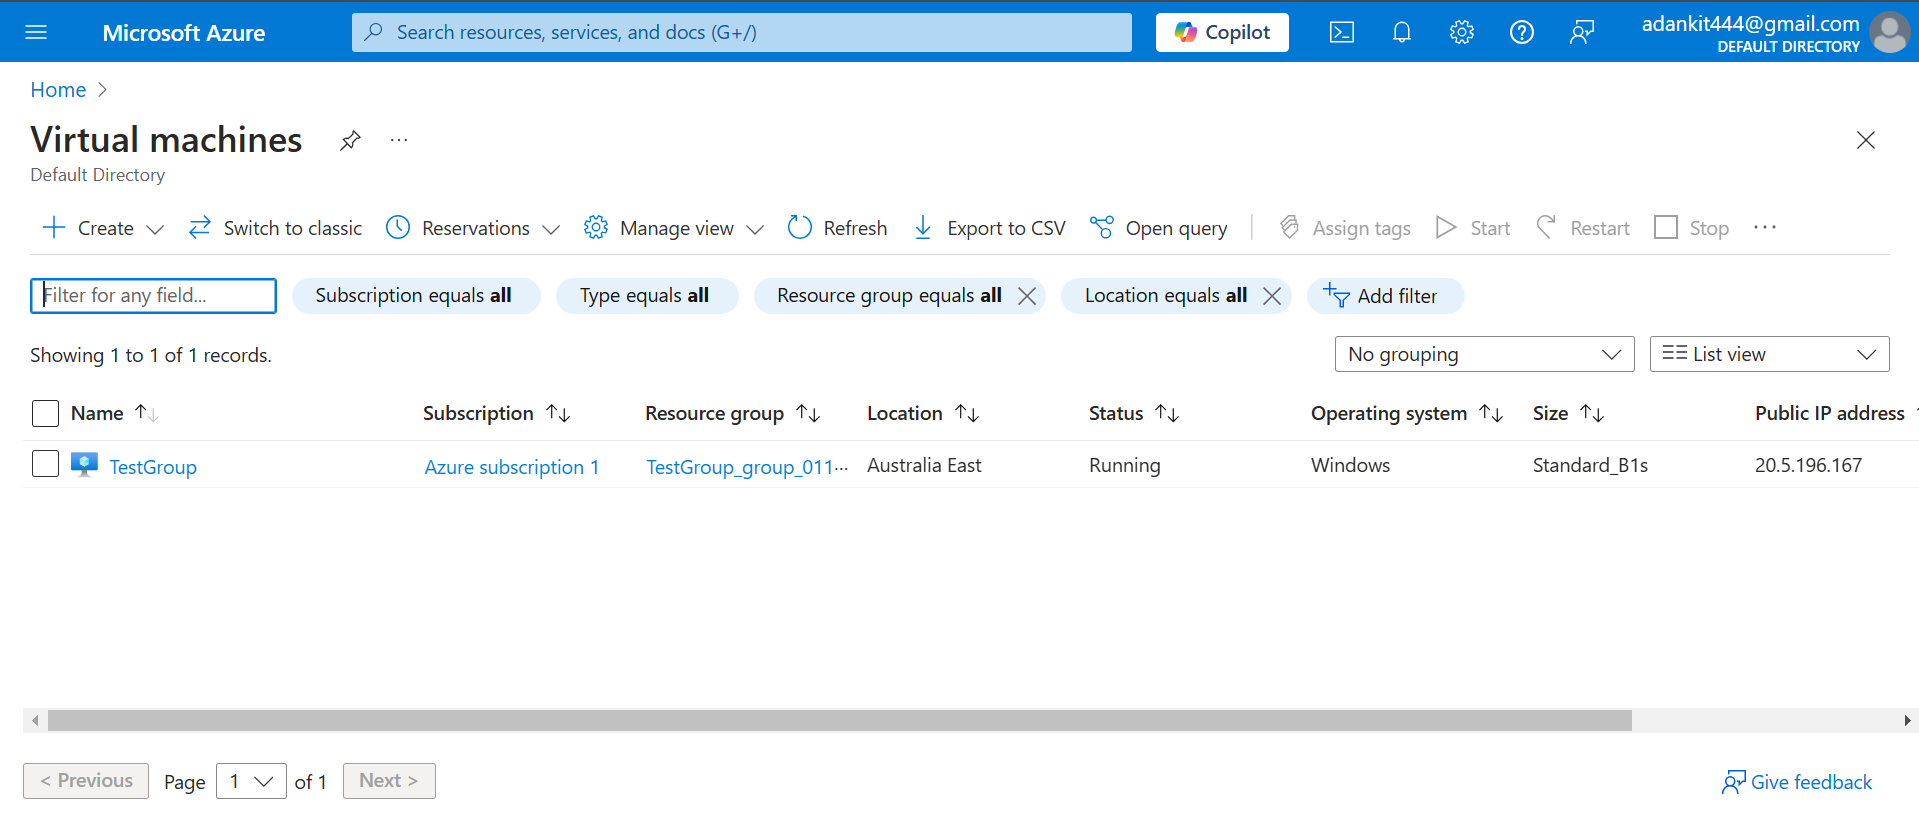 Microsoft Azure
Search resources, services, and docs (G+/)
Copilot
adankit444@gmail.com
DEFAULT DIRECTORY
Home
Virtual machines
...
Default Directory
Create
Switch to classic
Reservations
Manage view
Refresh
Export to CSV
Open query
Assign tags
Start
Restart
Stop
...
Filter for any field...
Subscription equals all
Type equals all
Resource group equals all
Location equals all
Add filter
Showing 1 to 1 of 1 records.
No grouping
List view
Name
Subscription
Resource group
Location
Status
Operating system
Size
Public IP address
TestGroup
Azure subscription 1
TestGroup_group_011...
Australia East
Running
Windows
Standard_B1s
20.5.196.167
< Previous
Page
1
of 1
Next >
Give feedback